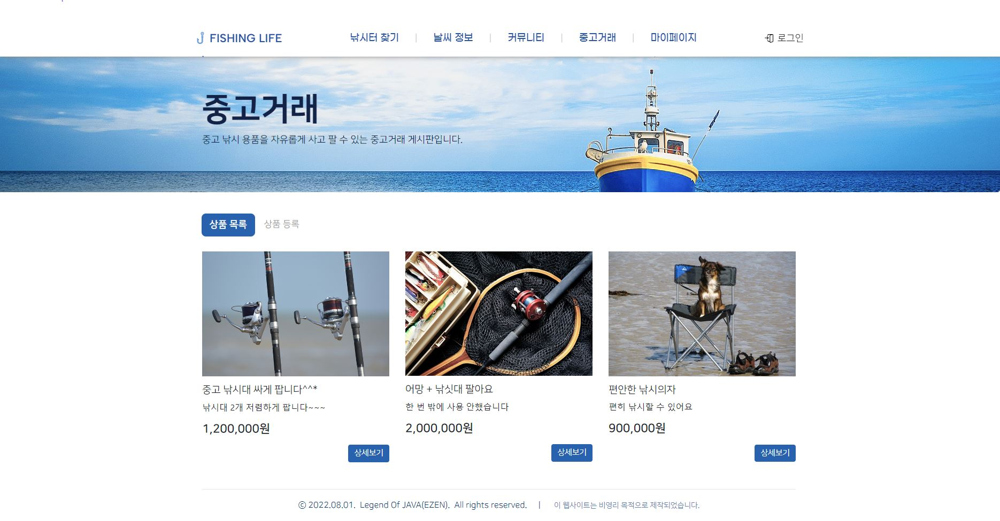 FISHING LIFE
낚시터 찾기 | 날씨 정보 | 커뮤니티 | 중고거래 | 마이페이지
로그인
중고거래
중고 낚시 용품을 자유롭게 사고 팔 수 있는 중고거래 게시판입니다.
상품 목록
상품 등록
중고 낚시대 싸게 팝니다^^*
낚시대 2개 저렴하게 팝니다~~~
1,200,000원
상세보기
어망 + 낚싯대 팔아요
한 번 밖에 사용 안했습니다
2,000,000원
상세보기
편안한 낚시의자
편히 낚시할 수 있어요
900,000원
상세보기
ⓒ 2022.08.01. Legend Of JAVA(EZEN). All rights reserved. | 이 웹사이트는 비영리 목적으로 제작되었습니다.